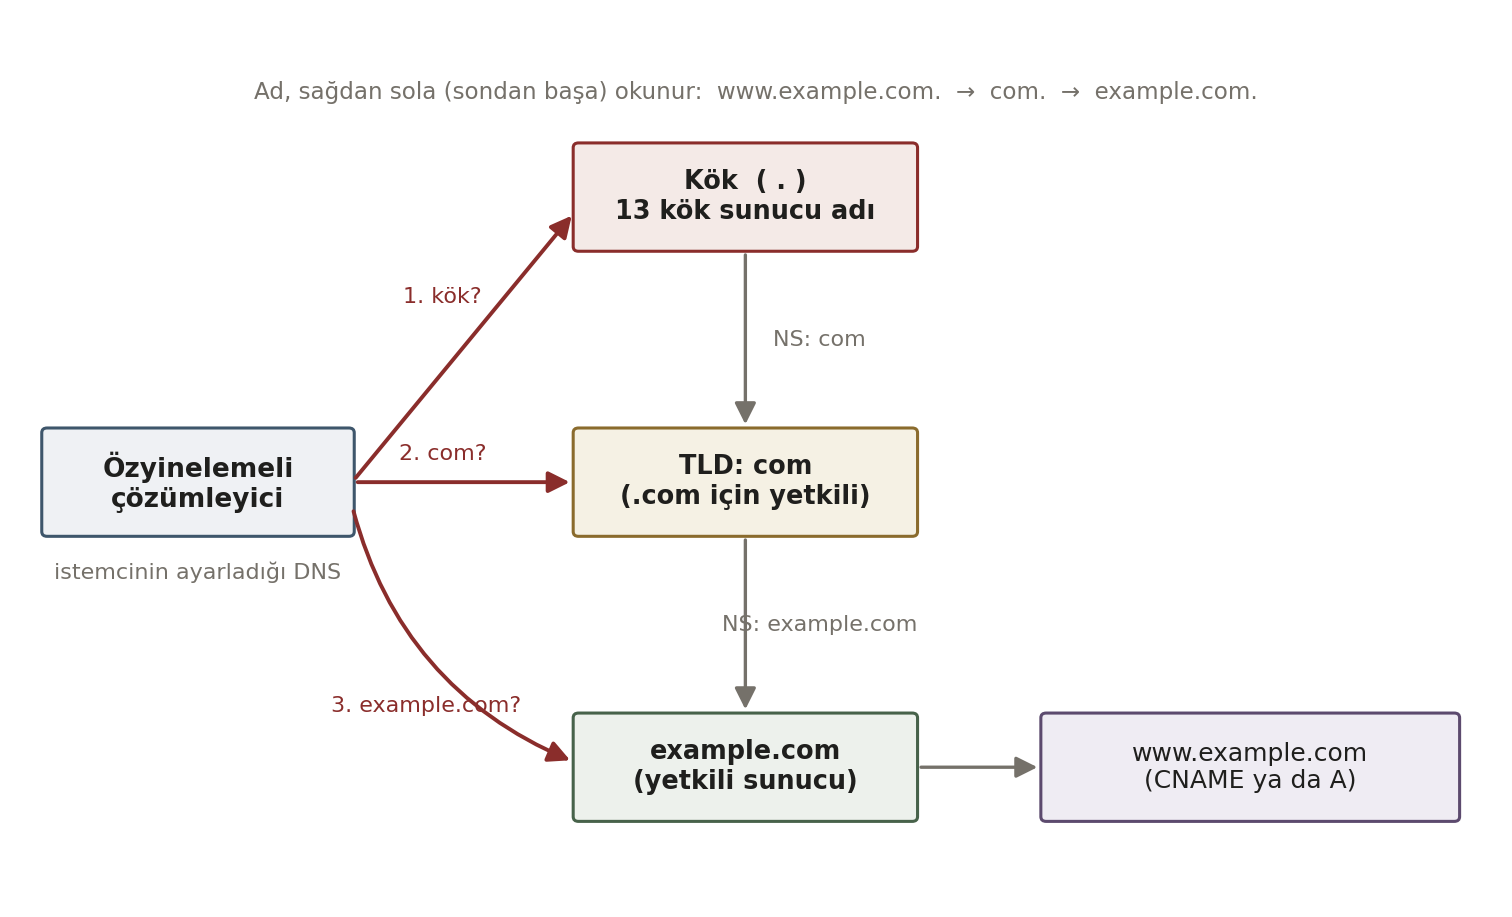 Ad, sağdan sola (sondan başa) okunur:  www.example.com.  →  com.  →  example.com.
Kök  ( . )
13 kök sunucu adı
1. kök?
NS: com
2. com?
Özyinelemeli
çözümleyici
TLD: com
(.com için yetkili)
istemcinin ayarladığı DNS
NS: example.com
3. example.com?
example.com
(yetkili sunucu)
www.example.com
(CNAME ya da A)